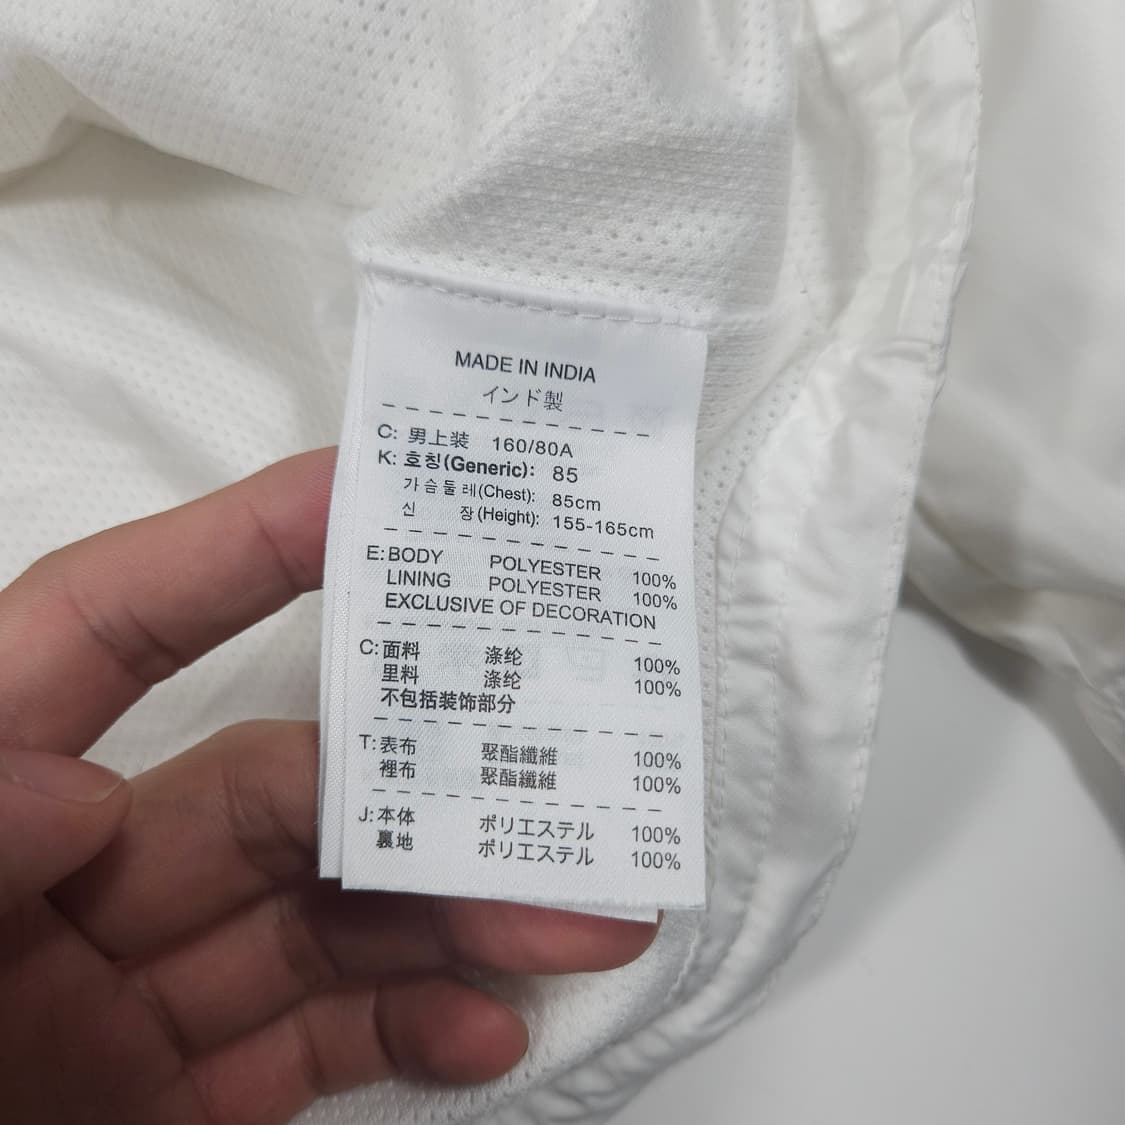 MADE IN INDIA
インド製
C: 男上装 160/80A
K: 호칭(Generic): 85
가슴둘레(Chest): 85cm
신 장(Height): 155-165cm
E: BODY POLYESTER 100%
LINING POLYESTER 100%
EXCLUSIVE OF DECORATION
C: 面料 涤纶 100%
里料 涤纶 100%
不包括装饰部分
T: 表布 聚酯纖維 100%
裡布 聚酯纖維 100%
J: 本体 ポリエステル 100%
裏地 ポリエステル 100%